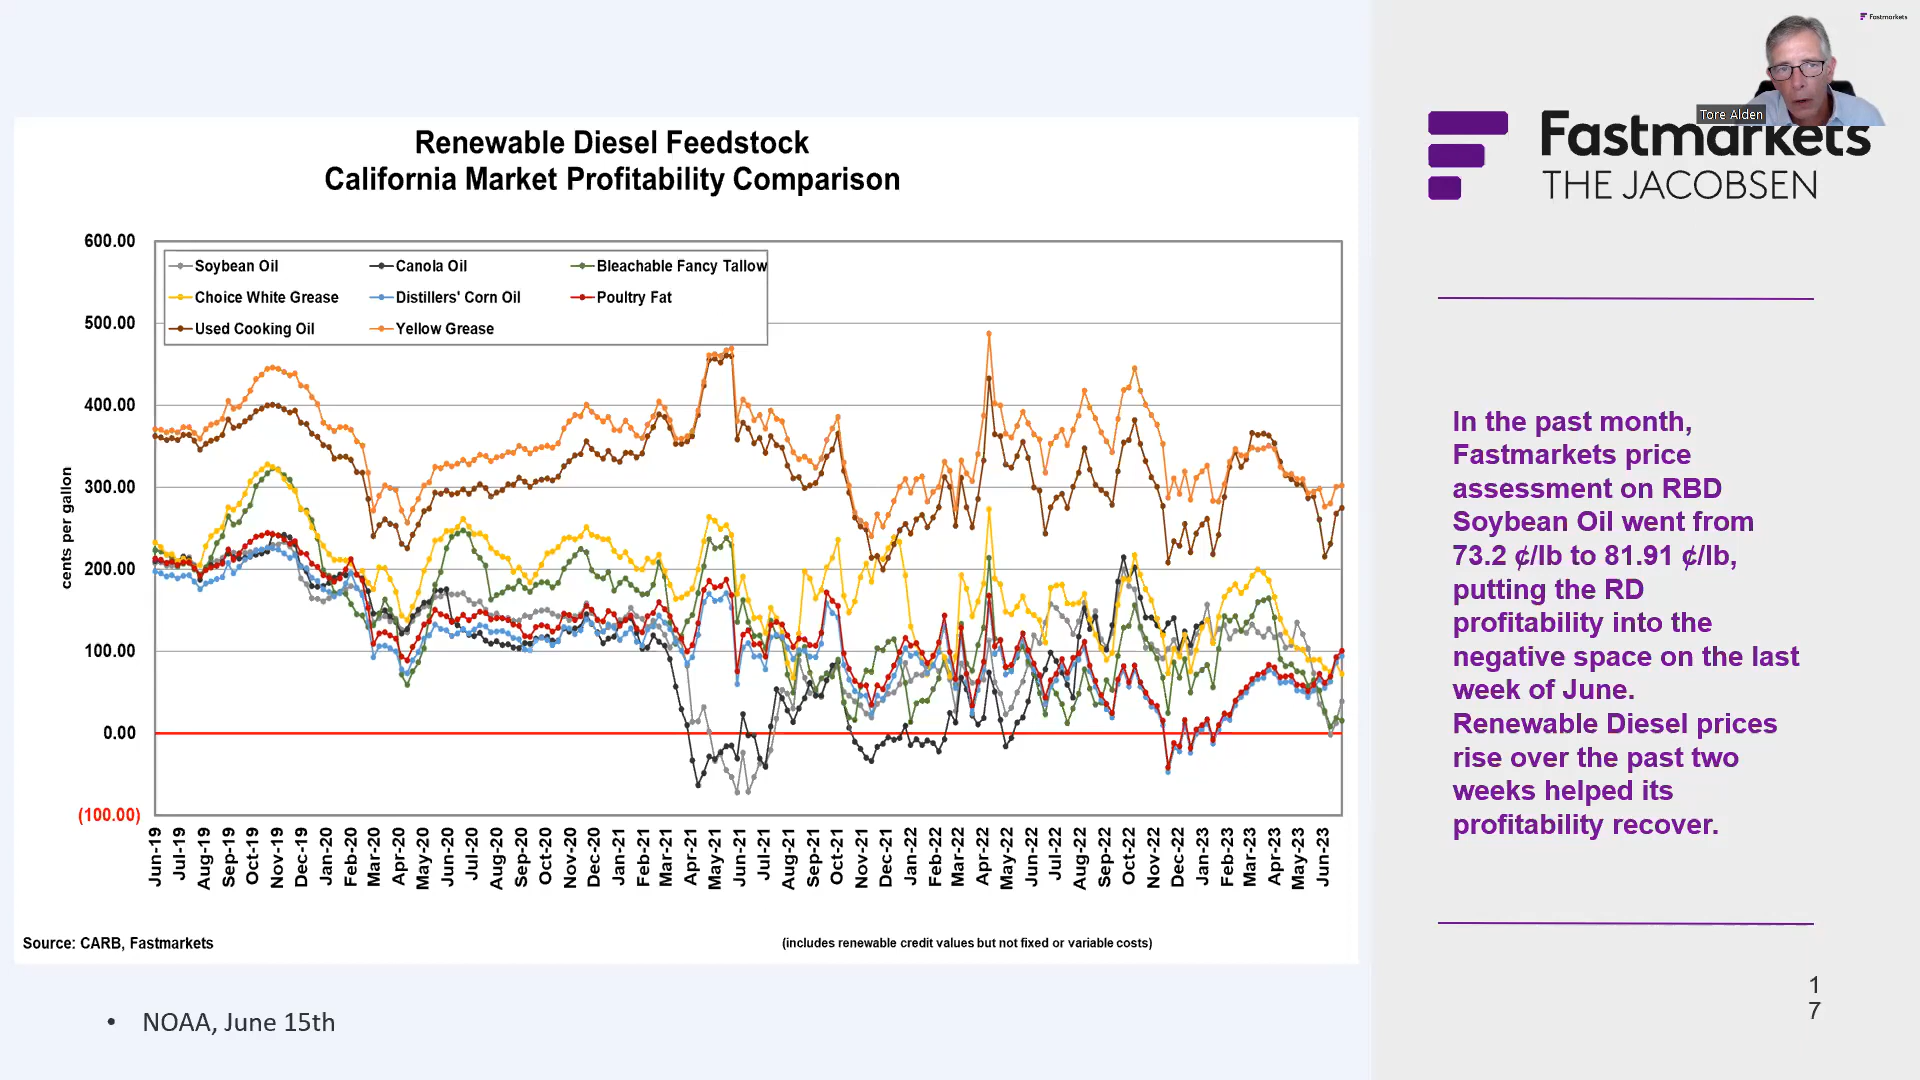 Fastmarkets
Tore Alden
Fastmarkets
THE JACOBSEN
Renewable Diesel Feedstock
California Market Profitability Comparison
cents per gallon
600.00
500.00
400.00
300.00
200.00
100.00
0.00
(100.00)
Soybean Oil
Canola Oil
Bleachable Fancy Tallow
Choice White Grease
Distillers' Corn Oil
Poultry Fat
Used Cooking Oil
Yellow Grease
Jun-19
Jul-19
Aug-19
Sep-19
Oct-19
Nov-19
Dec-19
Jan-20
Feb-20
Mar-20
Apr-20
May-20
Jun-20
Jul-20
Aug-20
Sep-20
Oct-20
Nov-20
Dec-20
Jan-21
Feb-21
Mar-21
Apr-21
May-21
Jun-21
Jul-21
Aug-21
Sep-21
Oct-21
Nov-21
Dec-21
Jan-22
Feb-22
Mar-22
Apr-22
May-22
Jun-22
Jul-22
Aug-22
Sep-22
Oct-22
Nov-22
Dec-22
Jan-23
Feb-23
Mar-23
Apr-23
May-23
Jun-23
Source: CARB, Fastmarkets
(includes renewable credit values but not fixed or variable costs)
• NOAA, June 15th
In the past month,
Fastmarkets price
assessment on RBD
Soybean Oil went from
73.2 ¢/lb to 81.91 ¢/lb,
putting the RD
profitability into the
negative space on the last
week of June.
Renewable Diesel prices
rise over the past two
weeks helped its
profitability recover.
1
7